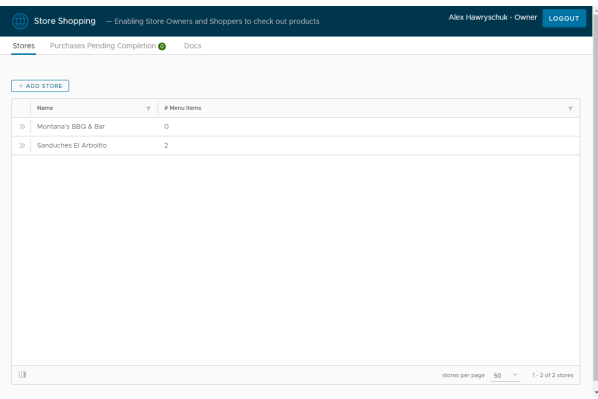 Store Shopping — Enabling Store Owners and Shoppers to check out products Alex Hawryschuk - Owner LOGOUT
Stores Purchases Pending Completion 0 Docs
+ ADD STORE
Name # Menu Items
Montana's BBQ & Bar 0
Sanduches El Arbolito 2
stores per page 50 1 - 2 of 2 stores